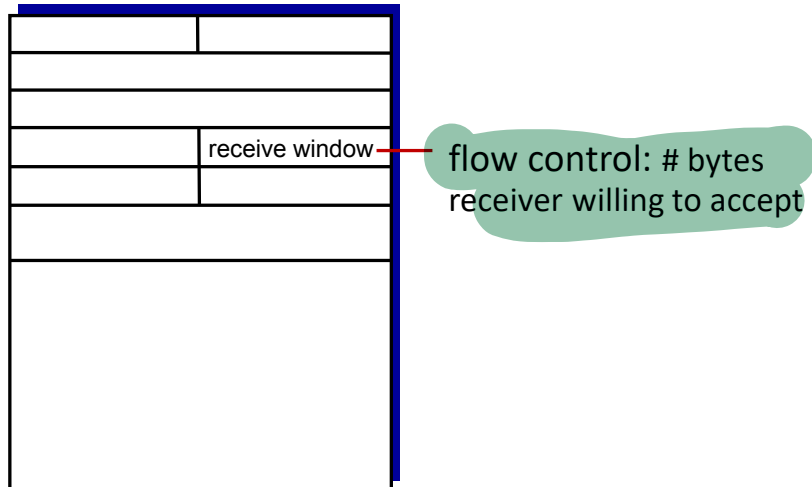 receive window
flow control: # bytes
receiver willing to accept